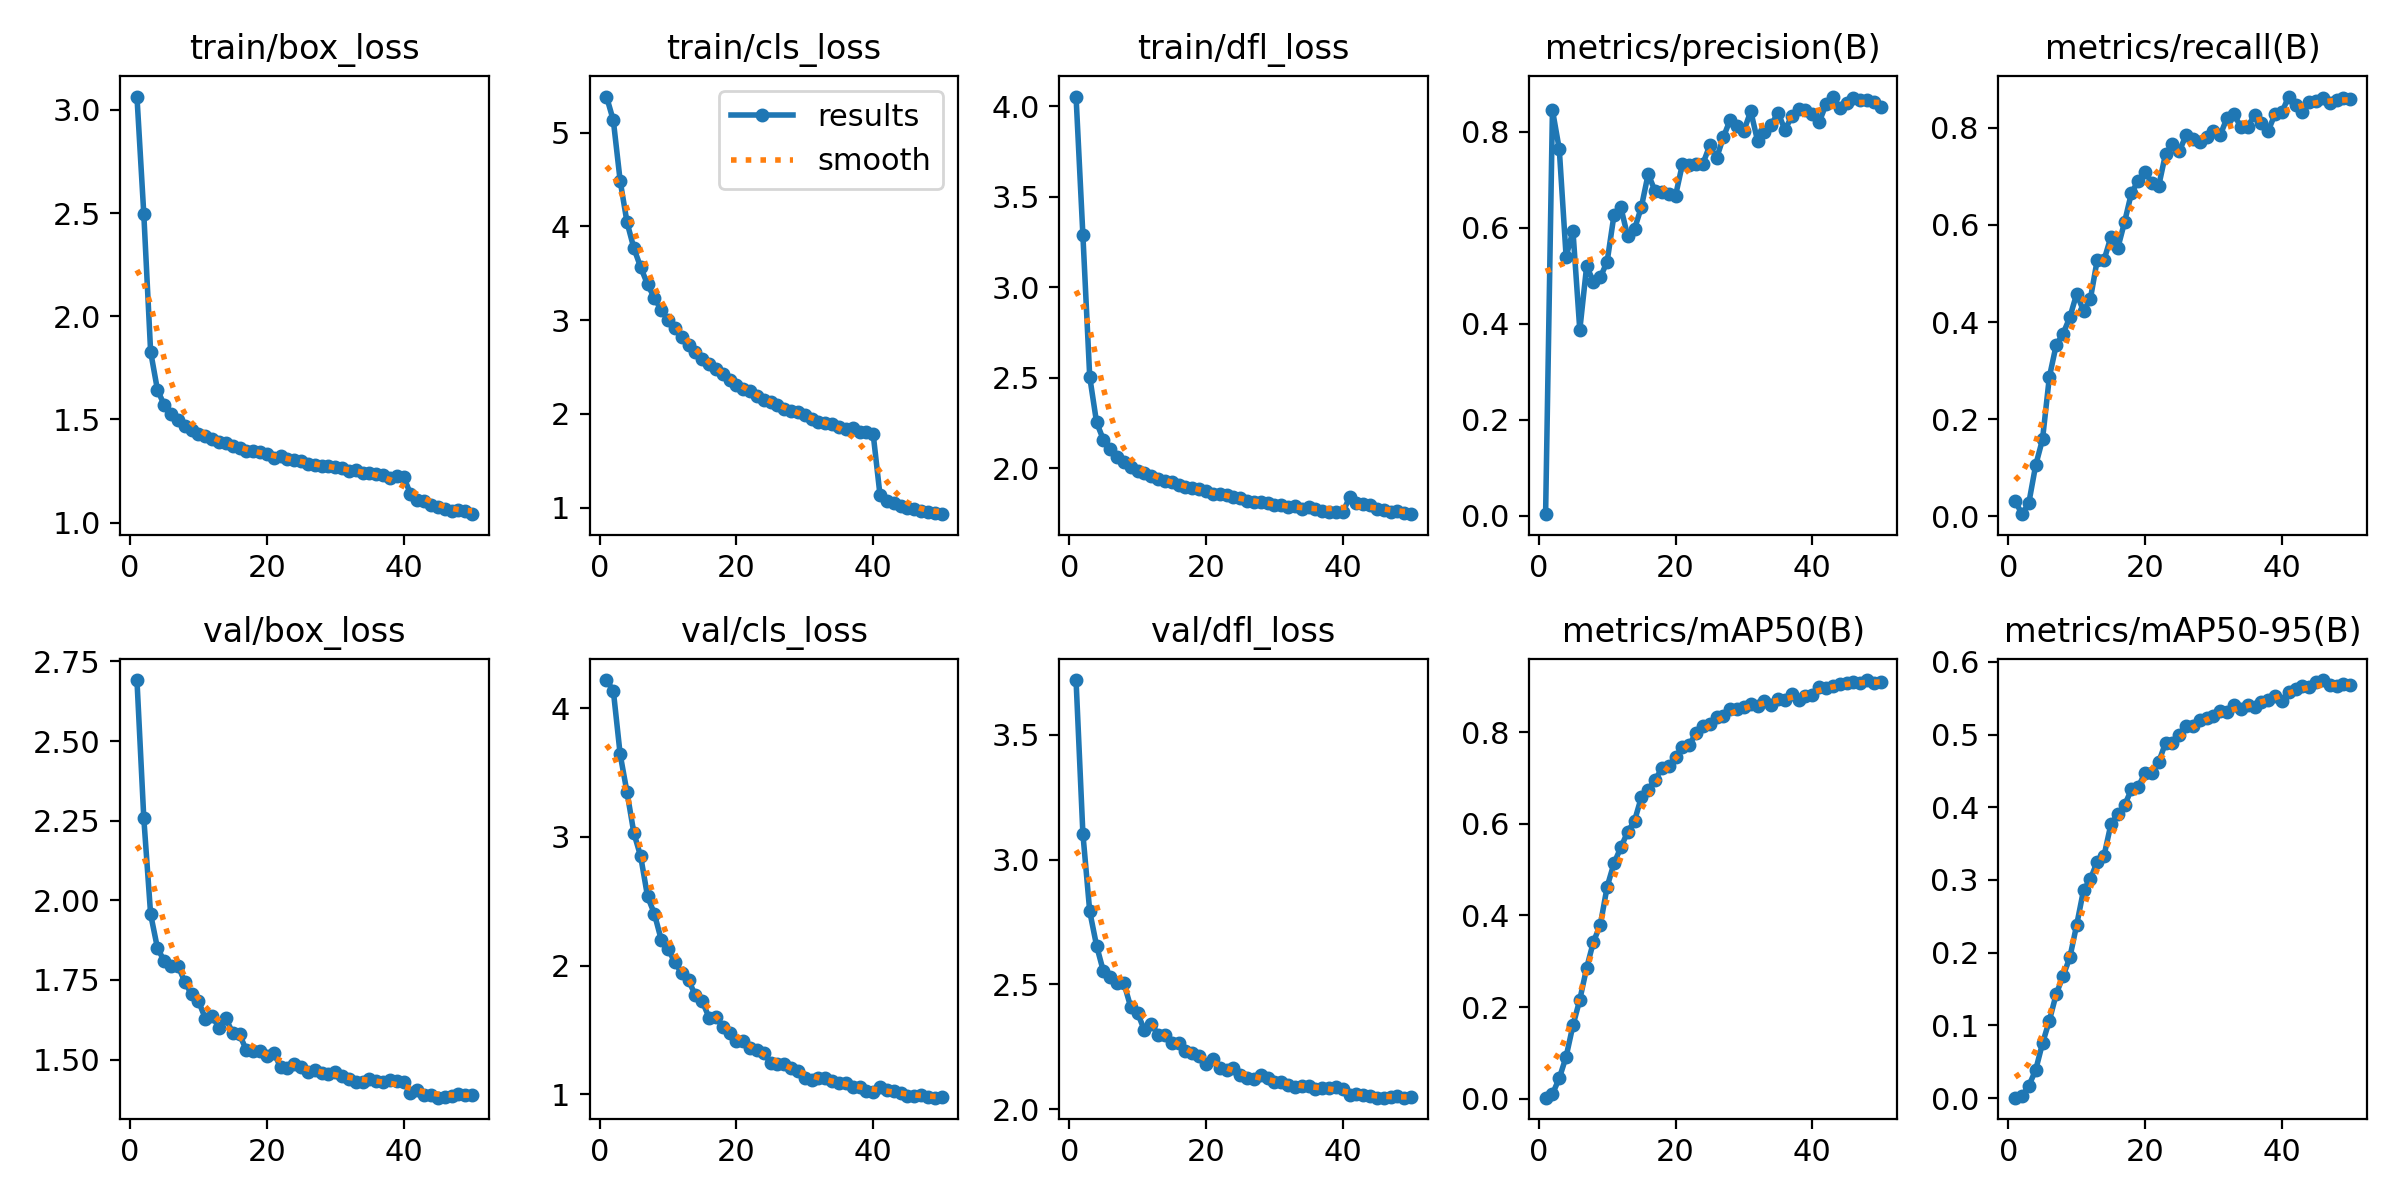 train/box_loss
3.0
2.5
2.0
1.5
1.0
0 20 40
train/cls_loss
results
smooth
5
4
3
2
1
0 20 40
train/dfl_loss
4.0
3.5
3.0
2.5
2.0
0 20 40
metrics/precision(B)
0.8
0.6
0.4
0.2
0.0
0 20 40
metrics/recall(B)
0.8
0.6
0.4
0.2
0.0
0 20 40
val/box_loss
2.75
2.50
2.25
2.00
1.75
1.50
0 20 40
val/cls_loss
4
3
2
1
0 20 40
val/dfl_loss
3.5
3.0
2.5
2.0
0 20 40
metrics/mAP50(B)
0.8
0.6
0.4
0.2
0.0
0 20 40
metrics/mAP50-95(B)
0.6
0.5
0.4
0.3
0.2
0.1
0.0
0 20 40